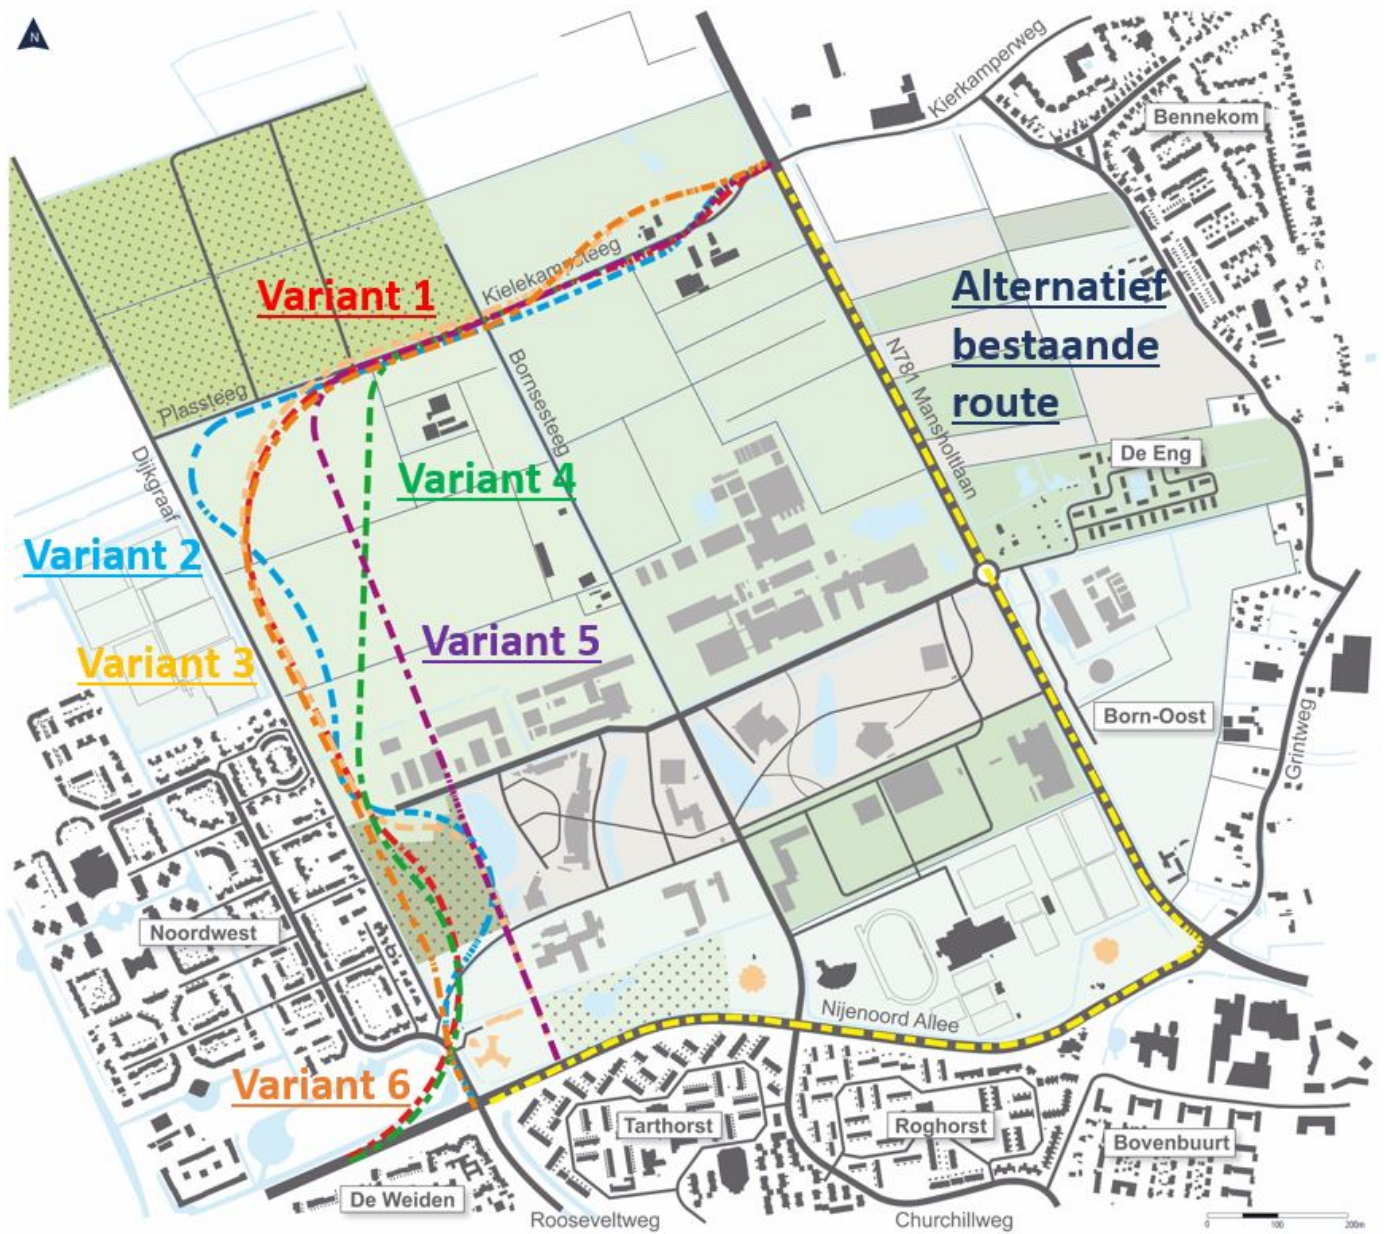 N
Kierkamperweg
Bennekom
Kielekampsteeg
Variant 1
Alternatief
bestaande
route
Plassteeg
Bornsesteeg
N781 Mansholtlaan
De Eng
Dijkgraaf
Variant 4
Variant 2
Variant 5
Variant 3
Born-Oost
Grintweg
Noordwest
Nijenoord Allee
Variant 6
Tarthorst
Roghorst
Bovenbuurt
De Weiden
Rooseveltweg
Churchillweg
0 100 200m